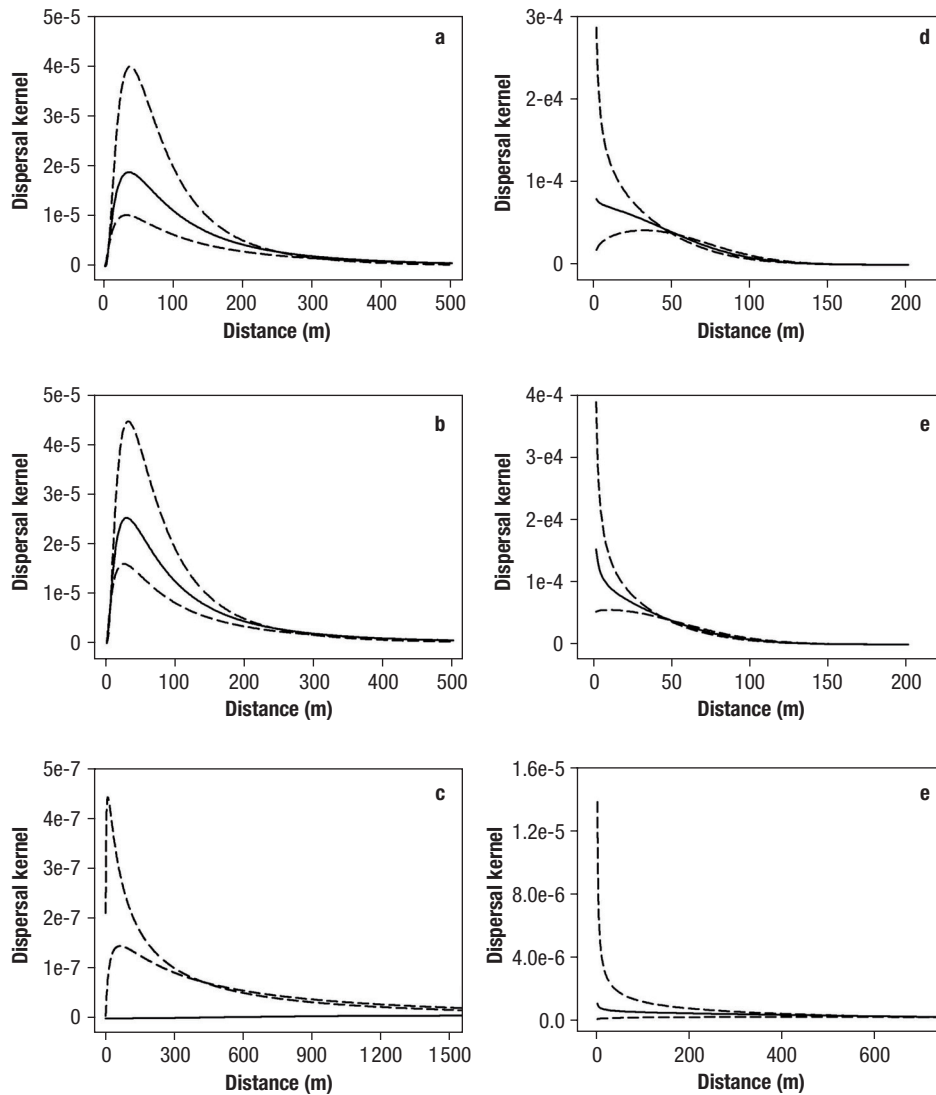 5e-5
4e-5
3e-5
2e-5
1e-5
0
Dispersal kernel
a
0 100 200 300 400 500
Distance (m)
3e-4
2-e4
1e-4
0
Dispersal kernel
d
0 50 100 150 200
Distance (m)
5e-5
4e-5
3e-5
2e-5
1e-5
0
Dispersal kernel
b
0 100 200 300 400 500
Distance (m)
4e-4
3-e4
2-e4
1e-4
0
Dispersal kernel
e
0 50 100 150 200
Distance (m)
5e-7
4e-7
3e-7
2e-7
1e-7
0
Dispersal kernel
c
0 300 600 900 1200 1500
Distance (m)
1.6e-5
1.2e-5
8.0e-6
4.0e-6
0.0
Dispersal kernel
e
0 200 400 600
Distance (m)